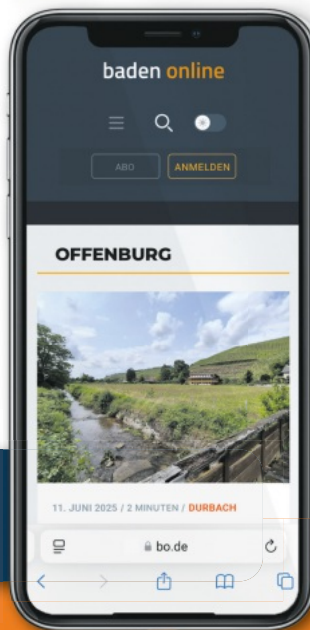 baden online
ABO
ANMELDEN
OFFENBURG
11. JUNI 2025 / 2 MINUTEN / DURBACH
bo.de